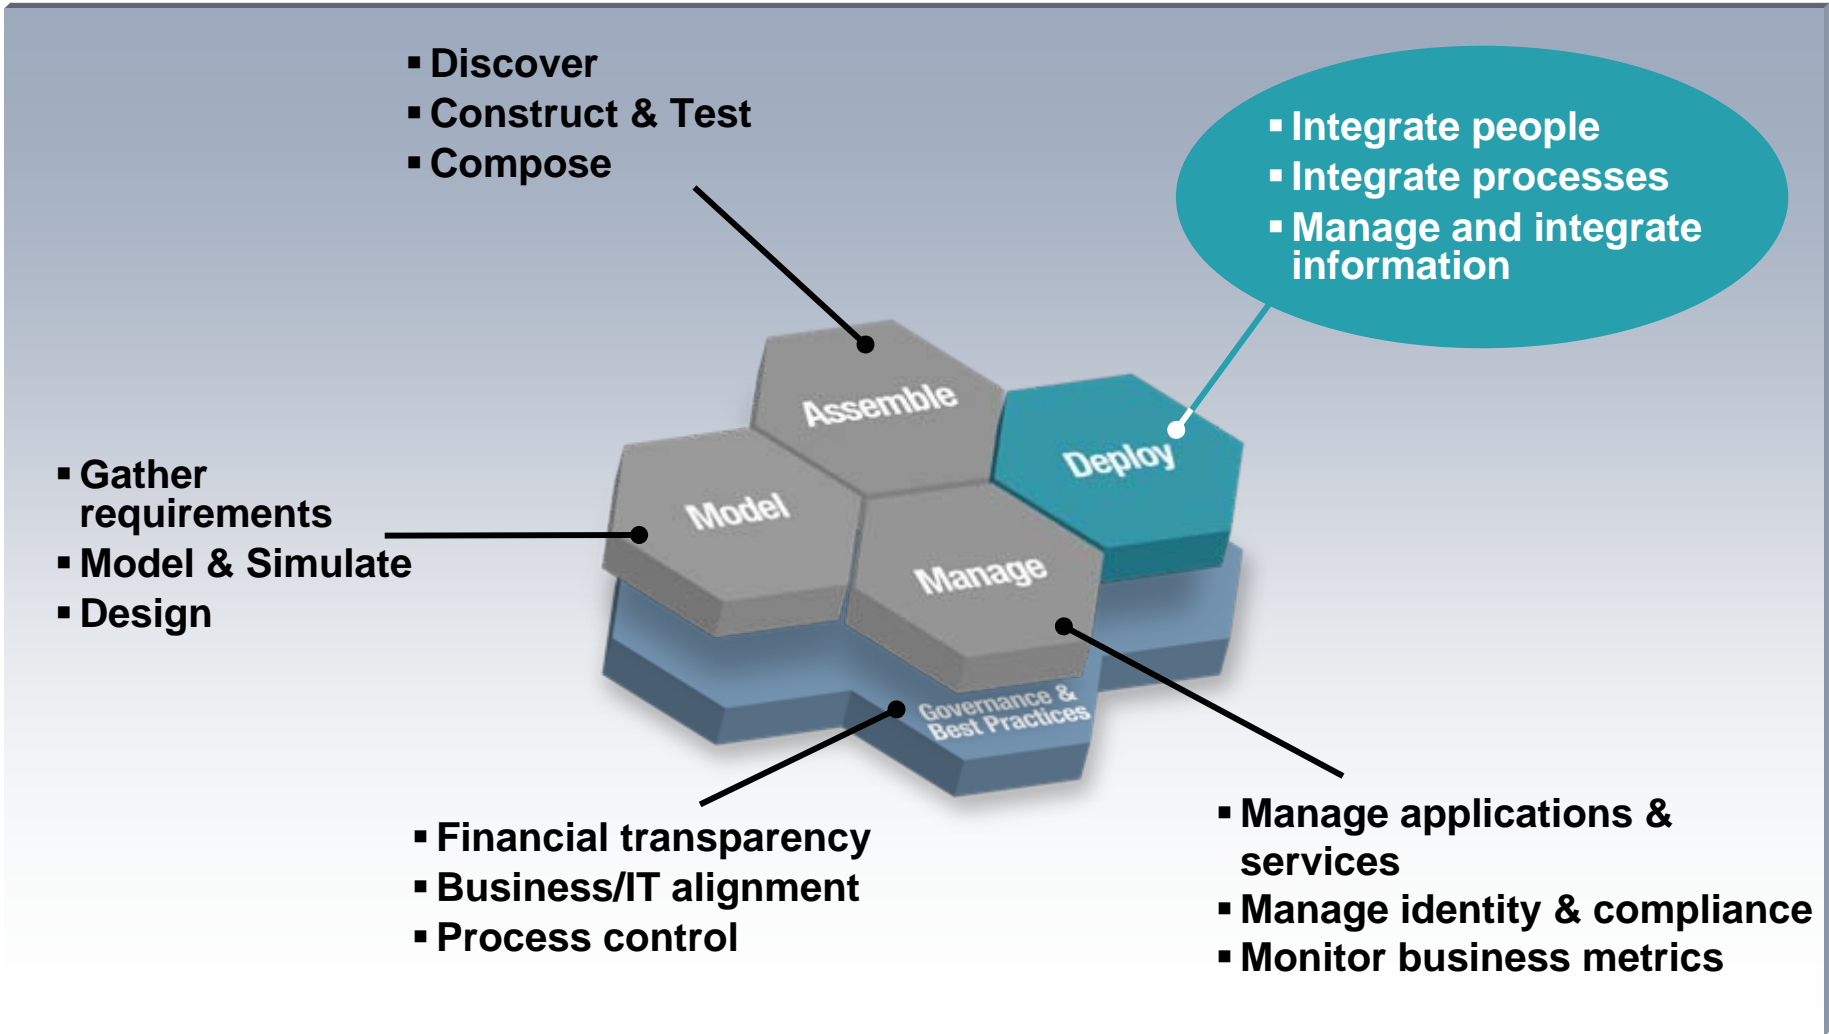 ▪ Discover
▪ Construct & Test
▪ Compose
▪ Integrate people
▪ Integrate processes
▪ Manage and integrate
information
Assemble
Deploy
Model
Manage
▪ Gather
requirements
▪ Model & Simulate
▪ Design
Governance &
Best Practices
▪ Financial transparency
▪ Business/IT alignment
▪ Process control
▪ Manage applications &
services
▪ Manage identity & compliance
▪ Monitor business metrics